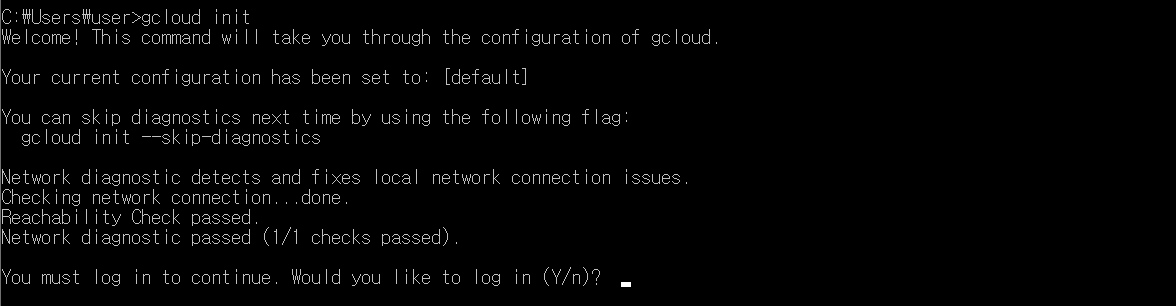 C:₩Users₩user>gcloud init
Welcome! This command will take you through the configuration of gcloud.
Your current configuration has been set to: [default]
You can skip diagnostics next time by using the following flag:
  gcloud init --skip-diagnostics
Network diagnostic detects and fixes local network connection issues.
Checking network connection...done.
Reachability Check passed.
Network diagnostic passed (1/1 checks passed).
You must log in to continue. Would you like to log in (Y/n)?